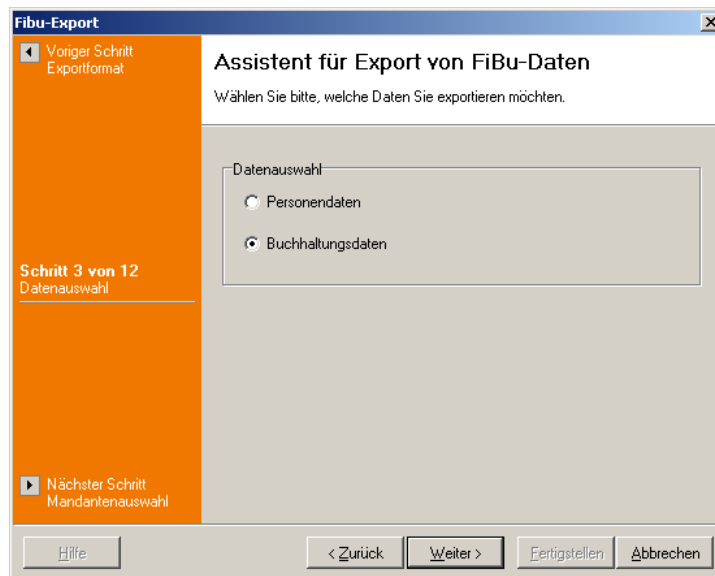 Fibu-Export
Voriger Schritt
Exportformat
Assistent für Export von FiBu-Daten
Wählen Sie bitte, welche Daten Sie exportieren möchten.
Datenauswahl
Personendaten
Buchhaltungsdaten
Schritt 3 von 12
Datenauswahl
Nächster Schritt
Mandantenauswahl
Hilfe
< Zurück
Weiter >
Fertigstellen
Abbrechen